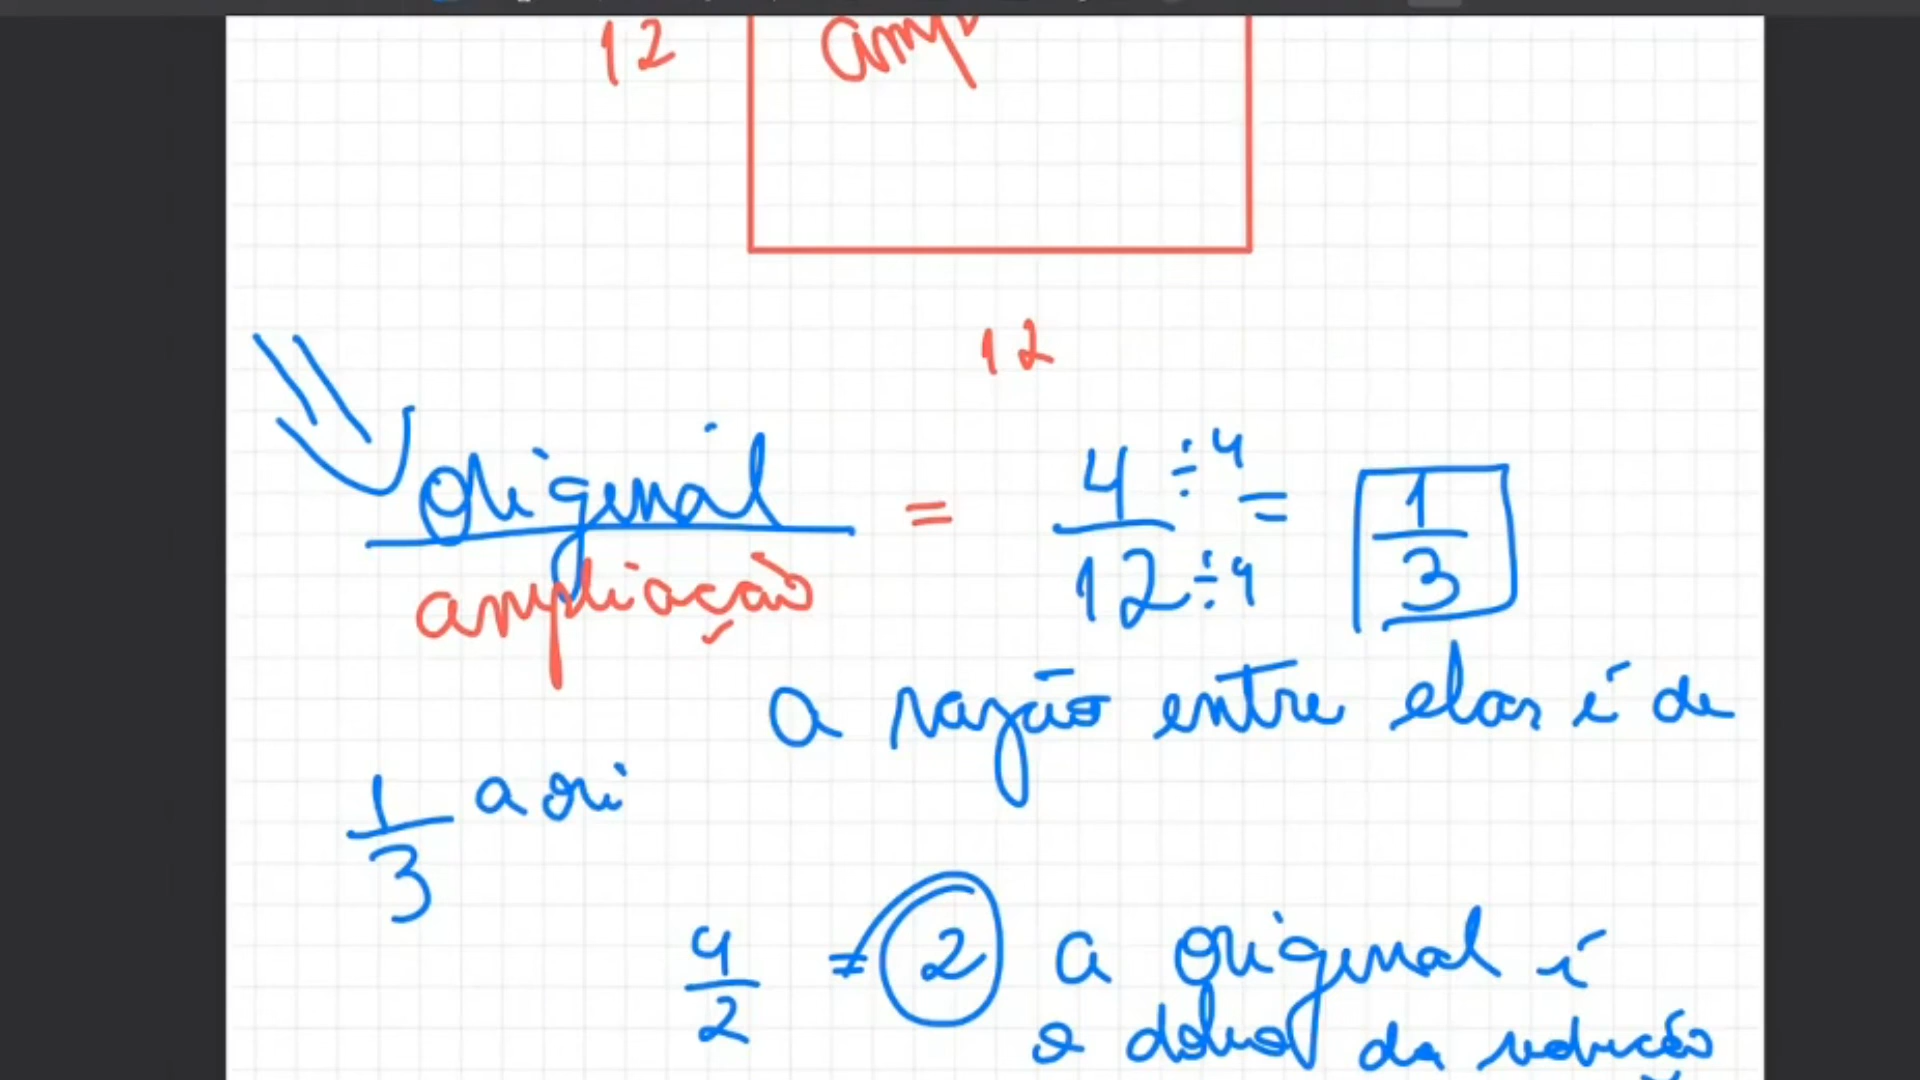 12 amp
12
original = 4 ÷4 = 1
ampliação 12 ÷4 3
a razão entre elas é de
1 a ori
3
4 = 2 a original é
2 o dobro da redução